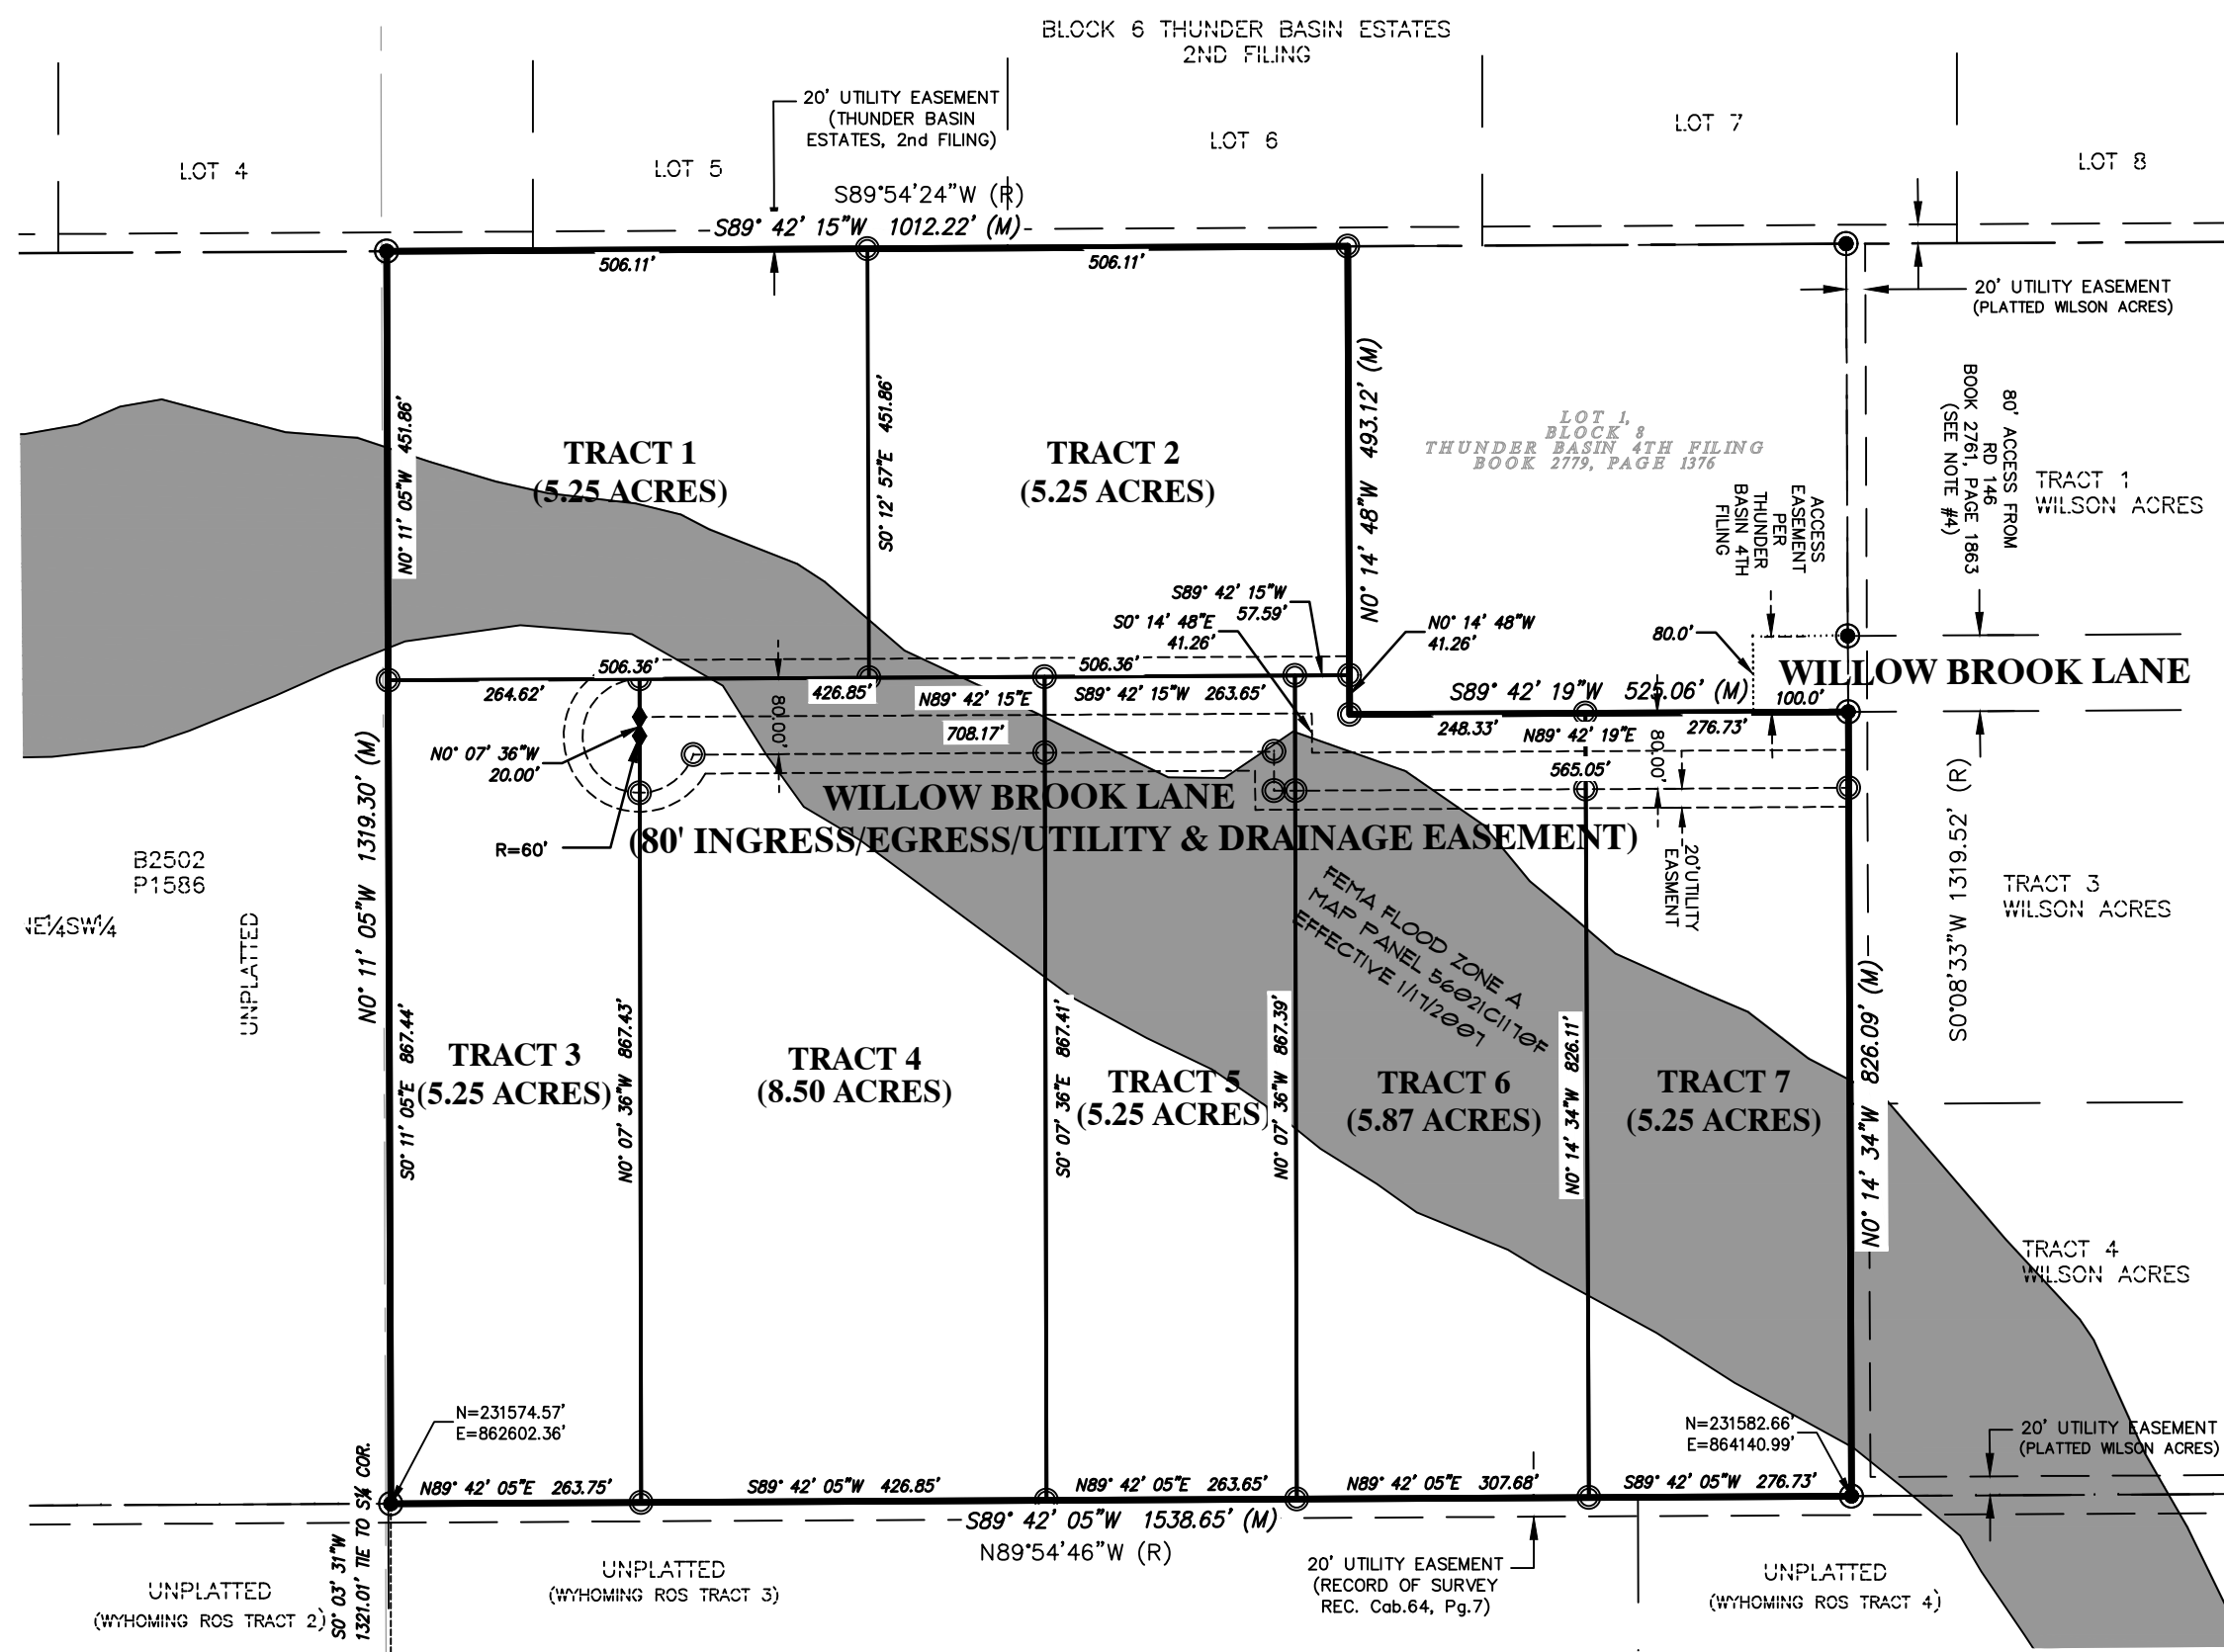 BLOCK 6 THUNDER BASIN ESTATES
2ND FILING
20' UTILITY EASEMENT
(THUNDER BASIN
ESTATES, 2nd FILING)
LOT 4
LOT 5
LOT 6
LOT 7
LOT 8
S89°54'24"W (R)
S89° 42' 15"W 1012.22' (M)
506.11'
506.11'
20' UTILITY EASEMENT
(PLATTED WILSON ACRES)
N0° 11' 05"W 451.86'
S0° 12' 57"E 451.86'
N0° 14' 48"W 493.12' (M)
TRACT 1
(5.25 ACRES)
TRACT 2
(5.25 ACRES)
LOT 1,
BLOCK 8
THUNDER BASIN 4TH FILING
BOOK 2779, PAGE 1376
80' ACCESS FROM
RD 146
BOOK 2761, PAGE 1863
(SEE NOTE #4)
TRACT 1
WILSON ACRES
ACCESS
EASEMENT
PER
THUNDER
BASIN 4TH
FILING
S89° 42' 15"W
57.59'
S0° 14' 48"E
41.26'
N0° 14' 48"W
41.26'
80.0'
WILLOW BROOK LANE
506.36'
506.36'
264.62'
426.85'
N89° 42' 15"E
S89° 42' 15"W 263.65'
S89° 42' 19"W 525.06' (M)
100.0'
80.00'
708.17'
248.33'
N89° 42' 19"E
276.73'
80.00'
565.05'
N0° 07' 36"W
20.00'
R=60'
WILLOW BROOK LANE
(80' INGRESS/EGRESS/UTILITY & DRAINAGE EASEMENT)
20'UTILITY
EASMENT
N0° 11' 05"W 1319.30' (M)
S0°08'33"W 1319.52' (R)
B2502
P1586
NE¼SW¼
UNPLATTED
FEMA FLOOD ZONE A
MAP PANEL 56021C1170F
EFFECTIVE 1/17/2007
TRACT 3
WILSON ACRES
S0° 11' 05"E 867.44'
N0° 07' 36"W 867.43'
S0° 07' 36"E 867.41'
N0° 07' 36"W 867.39'
N0° 14' 34"W 826.11'
N0° 14' 34"W 826.09' (M)
TRACT 3
(5.25 ACRES)
TRACT 4
(8.50 ACRES)
TRACT 5
(5.25 ACRES)
TRACT 6
(5.87 ACRES)
TRACT 7
(5.25 ACRES)
TRACT 4
WILSON ACRES
N=231574.57'
E=862602.36'
N=231582.66'
E=864140.99'
20' UTILITY EASEMENT
(PLATTED WILSON ACRES)
N89° 42' 05"E 263.75'
S89° 42' 05"W 426.85'
N89° 42' 05"E 263.65'
N89° 42' 05"E 307.68'
S89° 42' 05"W 276.73'
S89° 42' 05"W 1538.65' (M)
N89°54'46"W (R)
S0° 03' 31"W
1321.01' TIE TO S¼ COR.
UNPLATTED
(WYHOMING ROS TRACT 2)
UNPLATTED
(WYHOMING ROS TRACT 3)
20' UTILITY EASEMENT
(RECORD OF SURVEY
REC. Cab.64, Pg.7)
UNPLATTED
(WYHOMING ROS TRACT 4)